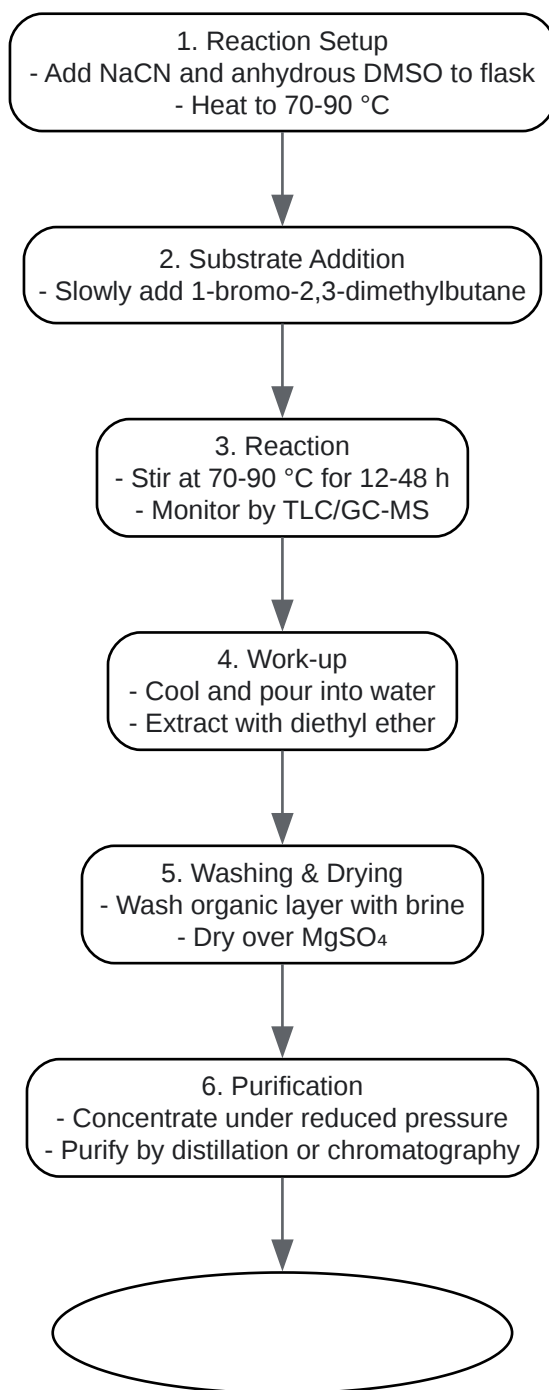 1. Reaction Setup
- Add NaCN and anhydrous DMSO to flask
- Heat to 70-90 °C
2. Substrate Addition
- Slowly add 1-bromo-2,3-dimethylbutane
3. Reaction
- Stir at 70-90 °C for 12-48 h
- Monitor by TLC/GC-MS
4. Work-up
- Cool and pour into water
- Extract with diethyl ether
5. Washing & Drying
- Wash organic layer with brine
- Dry over MgSO₄
6. Purification
- Concentrate under reduced pressure
- Purify by distillation or chromatography